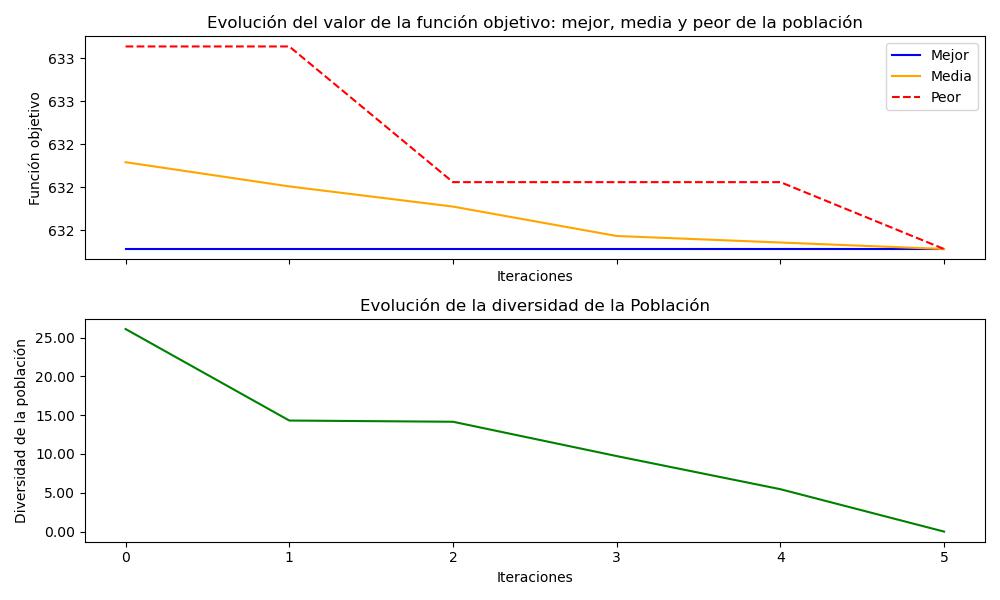 Evolución del valor de la función objetivo: mejor, media y peor de la población
633
633
632
632
632
Función objetivo
Mejor
Media
Peor
Iteraciones
Evolución de la diversidad de la Población
25.00
20.00
15.00
10.00
5.00
0.00
Diversidad de la población
0 1 2 3 4 5
Iteraciones